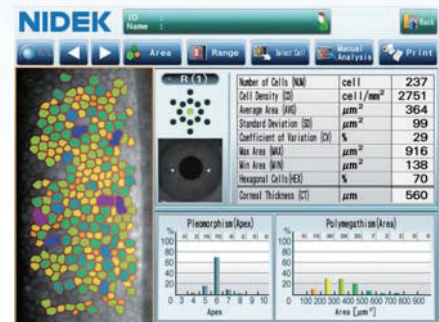 NIDEK
ID :
Name :
Back
Area
Range
Select Cell
Manual Analysis
Print
R(1)
Number of Cells (NUM) cell 237
Cell Density (CD) cell/mm² 2751
Average Area (AVG) μm² 364
Standard Deviation (SD) μm² 99
Coefficient of Variation (CV) % 29
Max Area (MAX) μm² 916
Min Area (MIN) μm² 138
Hexagonal Cells(HEX) % 70
Corneal Thickness (CT) μm 560
Pleomorphism(Apex)
%
100
80
60
40
20
0 3 4 5 6 7 8 9 10
Apex
Polymegathism(Area)
%
100
80
60
40
20
0
100 200 300 400 500 600 700 800 900
Area [μm²]